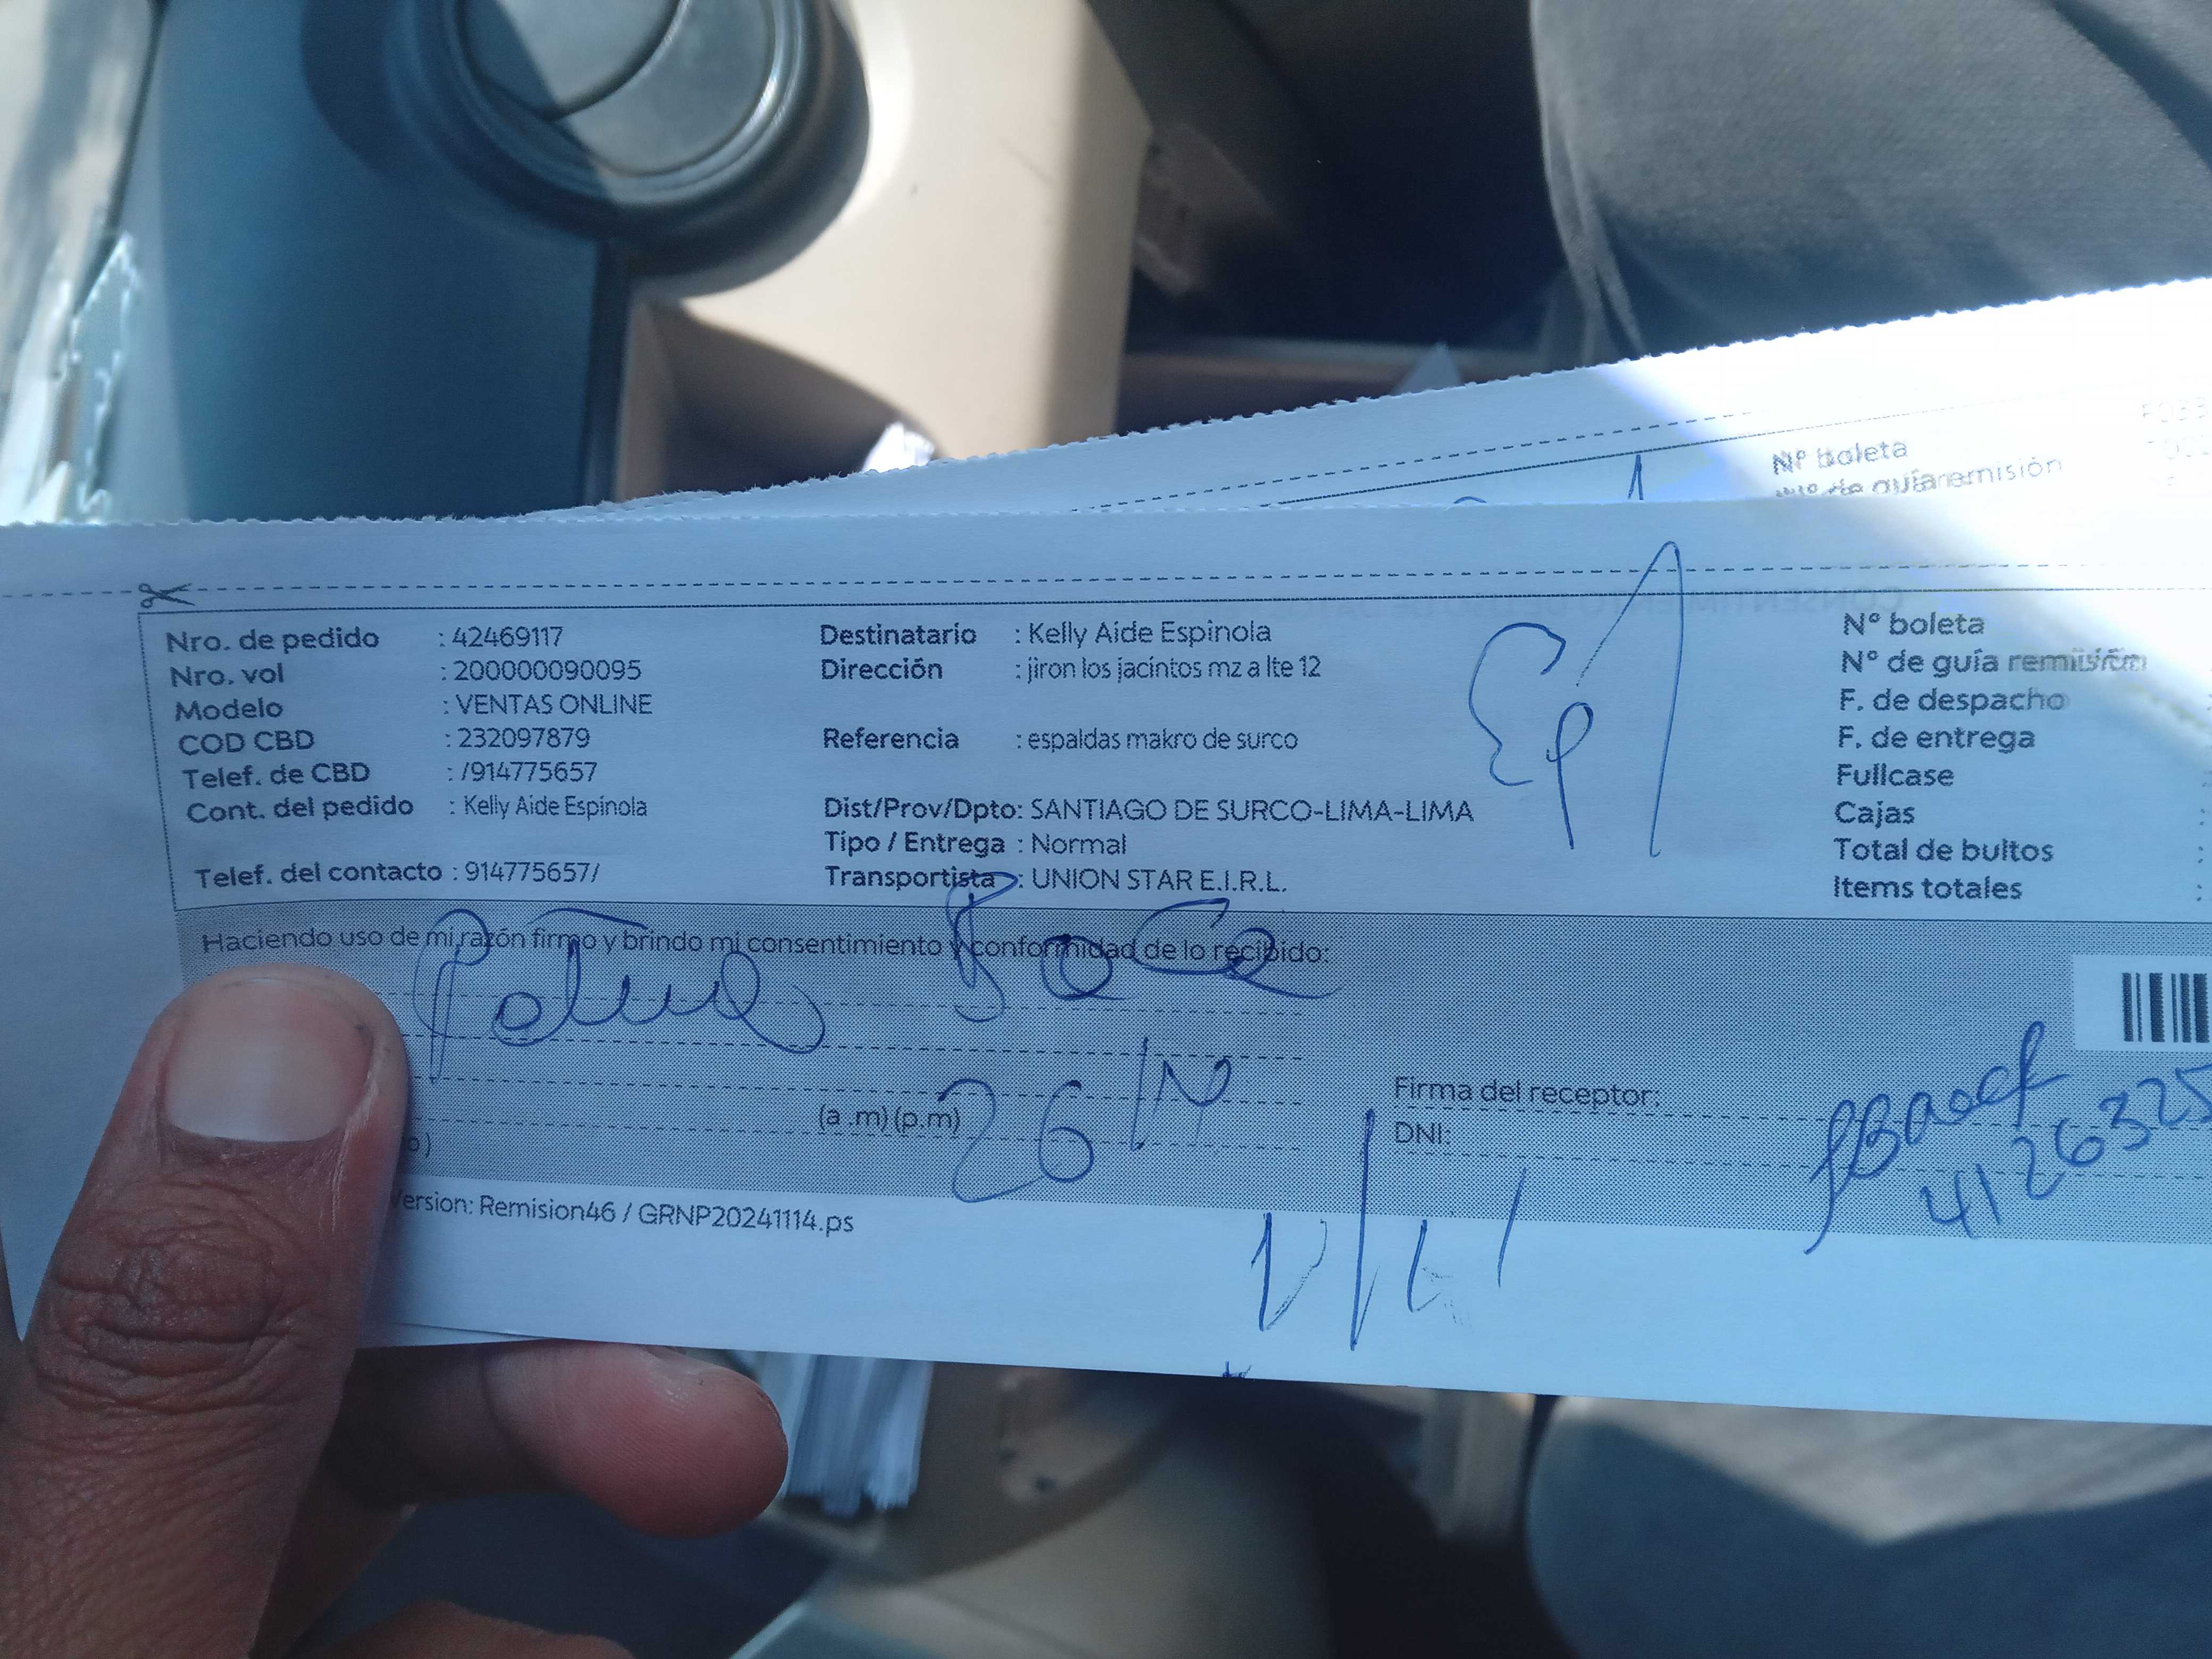 Nº boleta
Nº de guía remisión
Nro. de pedido : 42469117
Nro. vol : 200000090095
Modelo : VENTAS ONLINE
COD CBD : 232097879
Telef. de CBD : /914775657
Cont. del pedido : Kelly Aide Espinola
Telef. del contacto : 914775657/
Destinatario : Kelly Aide Espinola
Dirección : jiron los jacintos mz a lte 12
Referencia : espaldas makro de surco
Dist/Prov/Dpto: SANTIAGO DE SURCO-LIMA-LIMA
Tipo / Entrega : Normal
Transportista : UNION STAR E.I.R.L.
Ep1
Nº boleta
Nº de guía remisión
F. de despacho :
F. de entrega
Fullcase
Cajas :
Total de bultos :
Items totales :
Haciendo uso de mi razón firmo y brindo mi consentimiento y conformidad de lo recibido:
(a .m) (p.m)
26
Firma del receptor:
DNI:
4126325
ersion: Remision46 / GRNP20241114.ps